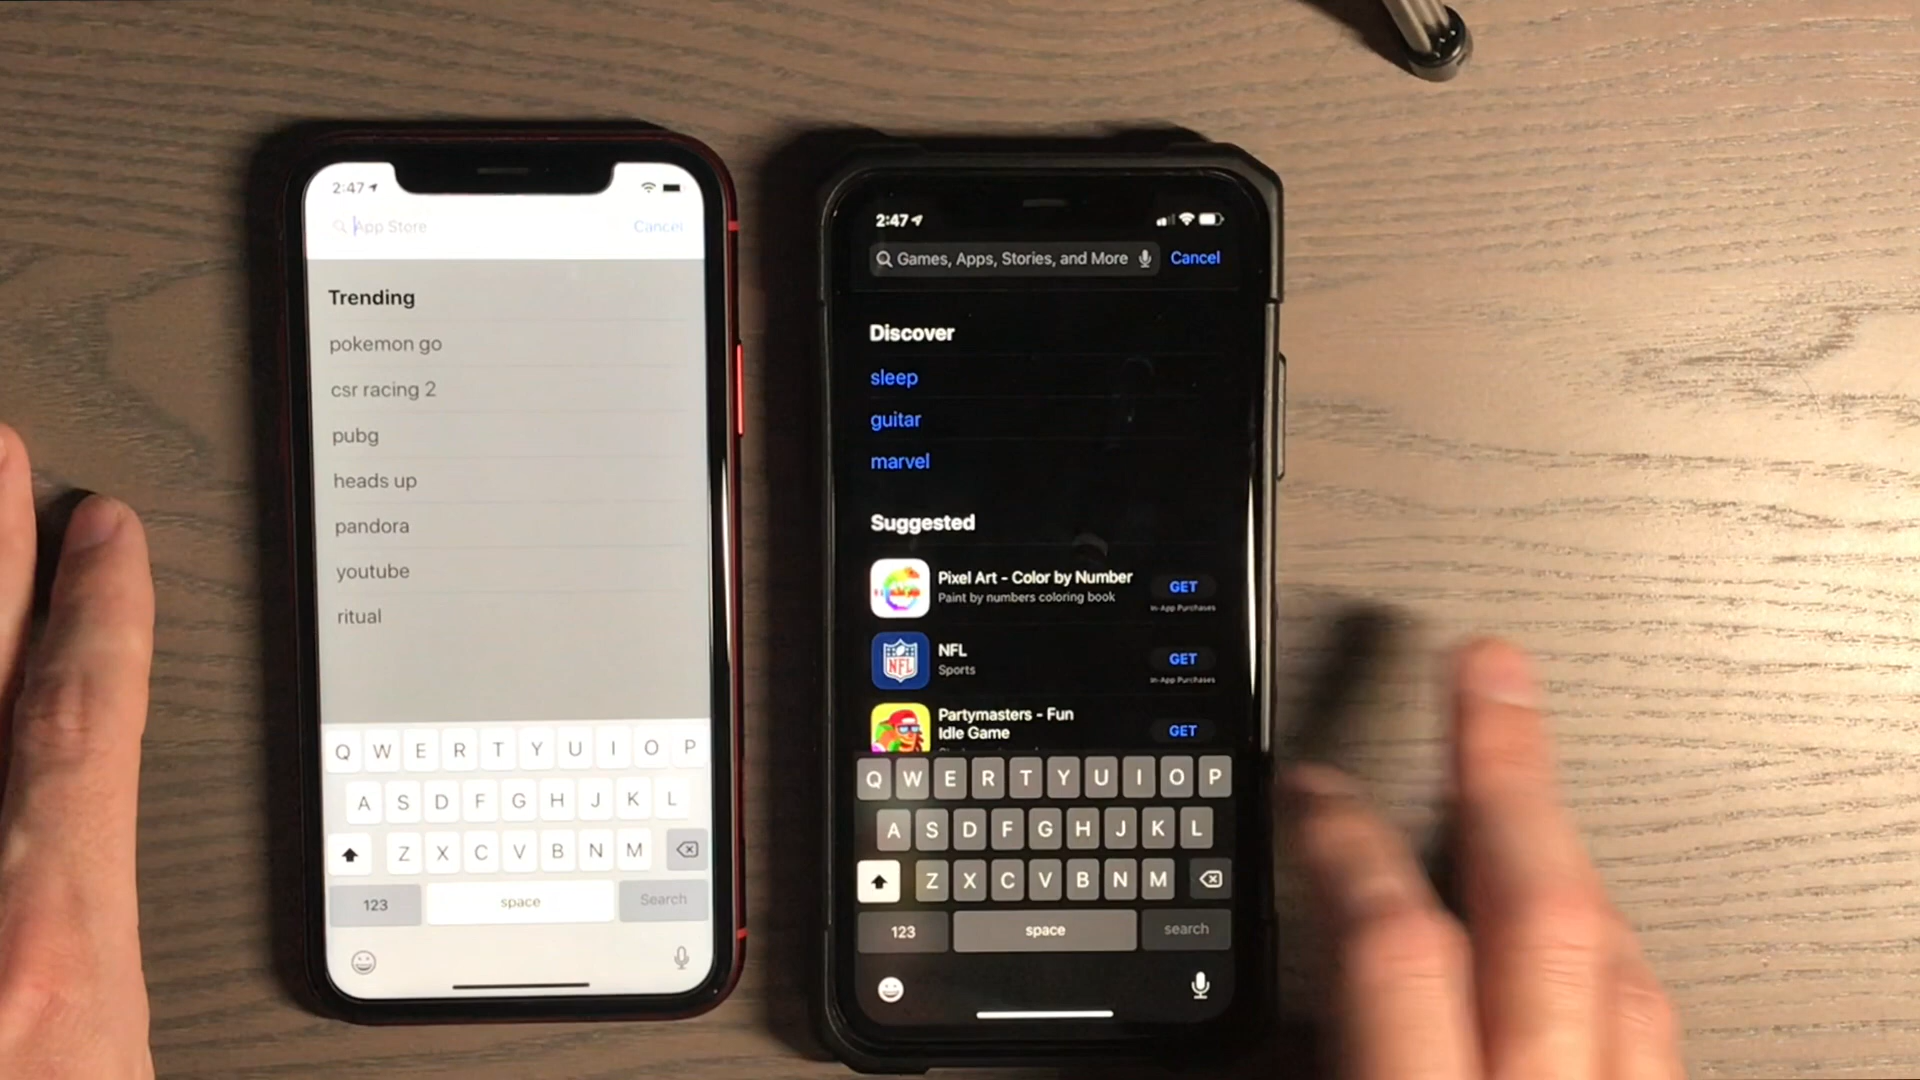 2:47
App Store
Cancel
Trending
pokemon go
csr racing 2
pubg
heads up
pandora
youtube
ritual
Q W E R T Y U I O P
A S D F G H J K L
Z X C V B N M
123
space
Search
2:47
Games, Apps, Stories, and More
Cancel
Discover
sleep
guitar
marvel
Suggested
Pixel Art - Color by Number
Paint by numbers coloring book
GET
In-App Purchases
NFL
NFL
Sports
GET
In-App Purchases
Partymasters - Fun
Idle Game
GET
Q W E R T Y U I O P
A S D F G H J K L
Z X C V B N M
123
space
search